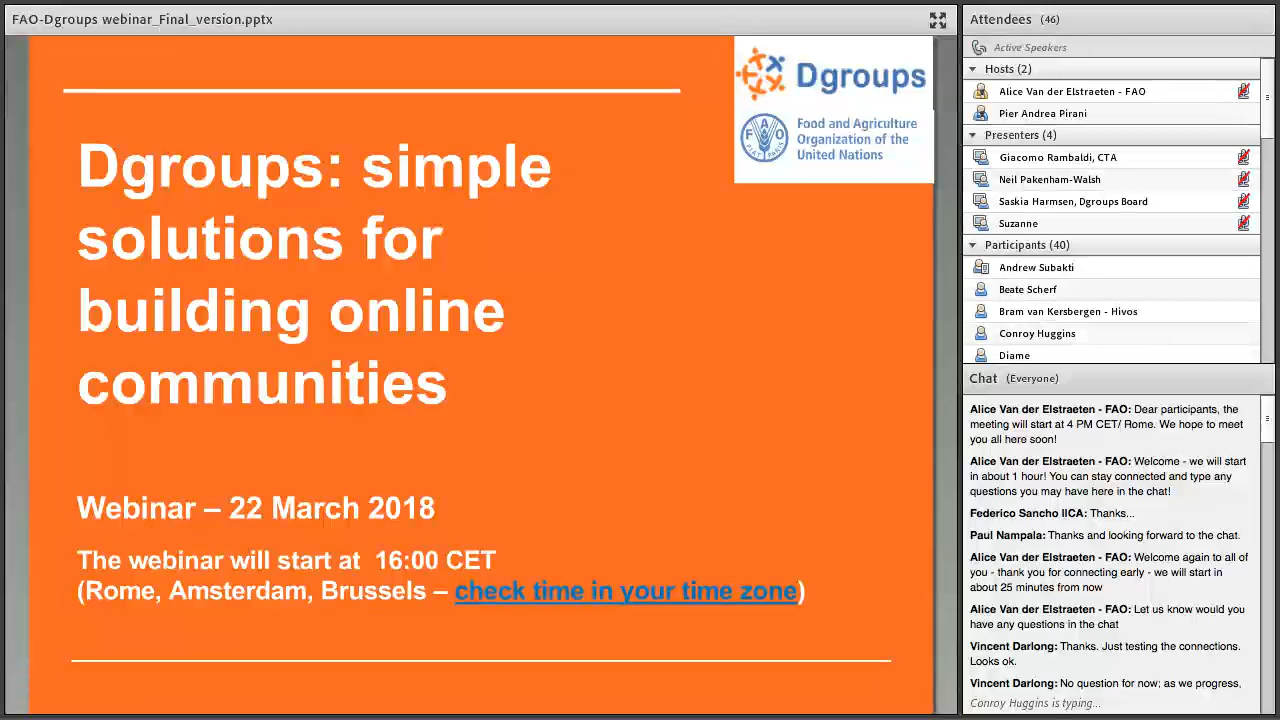 FAO-Dgroups webinar_Final_version.pptx
Dgroups
Food and Agriculture
Organization of the
United Nations
Dgroups: simple
solutions for
building online
communities
Webinar – 22 March 2018
The webinar will start at 16:00 CET
(Rome, Amsterdam, Brussels – check time in your time zone)
Attendees (46)
Active Speakers
Hosts (2)
Alice Van der Elstraeten - FAO
Pier Andrea Pirani
Presenters (4)
Giacomo Rambaldi, CTA
Neil Pakenham-Walsh
Saskia Harmsen, Dgroups Board
Suzanne
Participants (40)
Andrew Subakti
Beate Scherf
Bram van Kersbergen - Hivos
Conroy Huggins
Diame
Chat (Everyone)
Alice Van der Elstraeten - FAO: Dear participants, the
meeting will start at 4 PM CET/ Rome. We hope to meet
you all here soon!
Alice Van der Elstraeten - FAO: Welcome - we will start
in about 1 hour! You can stay connected and type any
questions you may have here in the chat!
Federico Sancho IICA: Thanks...
Paul Nampala: Thanks and looking forward to the chat.
Alice Van der Elstraeten - FAO: Welcome again to all of
you - thank you for connecting early - we will start in
about 25 minutes from now
Alice Van der Elstraeten - FAO: Let us know would you
have any questions in the chat
Vincent Darlong: Thanks. Just testing the connections.
Looks ok.
Vincent Darlong: No question for now; as we progress.
Conroy Huggins is typing...